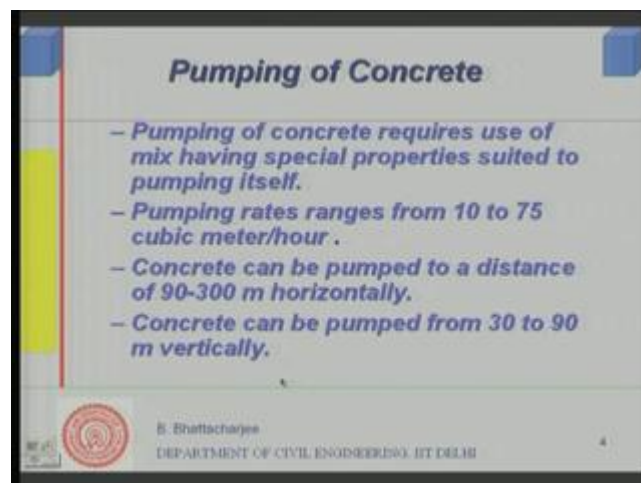 Pumping of Concrete
– Pumping of concrete requires use of
mix having special properties suited to
pumping itself.
– Pumping rates ranges from 10 to 75
cubic meter/hour .
– Concrete can be pumped to a distance
of 90-300 m horizontally.
– Concrete can be pumped from 30 to 90
m vertically.
B. Bhattacharjee
DEPARTMENT OF CIVIL ENGINEERING, IIT DELHI
4